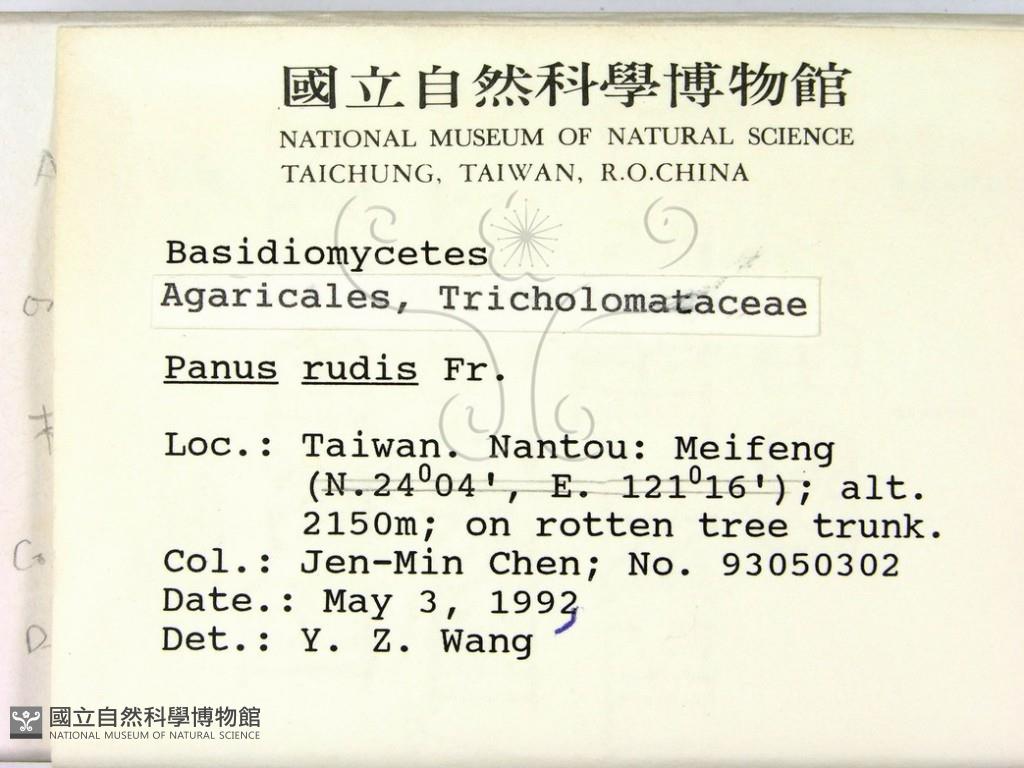 國立自然科學博物館
NATIONAL MUSEUM OF NATURAL SCIENCE
TAICHUNG, TAIWAN, R.O.CHINA
Basidiomycetes
Agaricales, Tricholomataceae
Panus rudis Fr.
Loc.: Taiwan. Nantou: Meifeng
(N.24⁰04', E. 121⁰16'); alt.
2150m; on rotten tree trunk.
Col.: Jen-Min Chen; No. 93050302
Date.: May 3, 1992
Det.: Y. Z. Wang
國立自然科學博物館
NATIONAL MUSEUM OF NATURAL SCIENCE